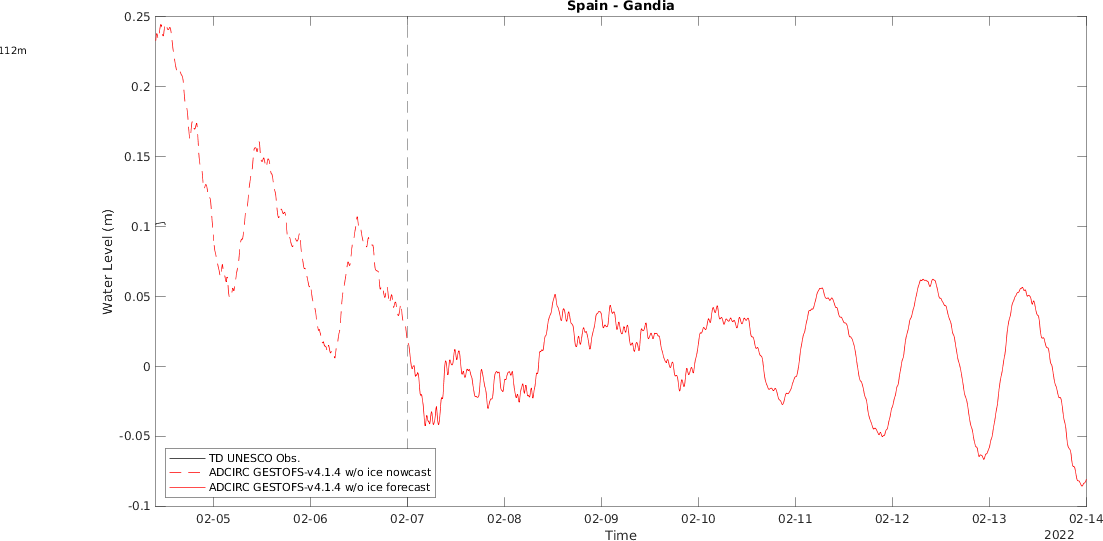 Spain - Gandia
112m
0.25
0.2
0.15
0.1
0.05
0
-0.05
-0.1
Water Level (m)
TD UNESCO Obs.
ADCIRC GESTOFS-v4.1.4 w/o ice nowcast
ADCIRC GESTOFS-v4.1.4 w/o ice forecast
02-05 02-06 02-07 02-08 02-09 02-10 02-11 02-12 02-13 02-14
Time
2022